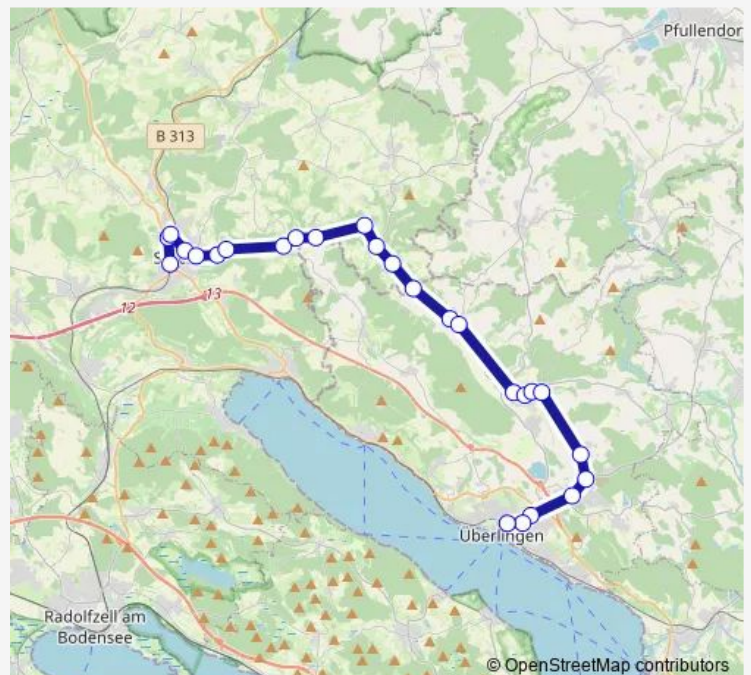 Pfullendor
B 313
S
12
13
Überlingen
Radolfzell am
Bodensee
© OpenStreetMap contributors